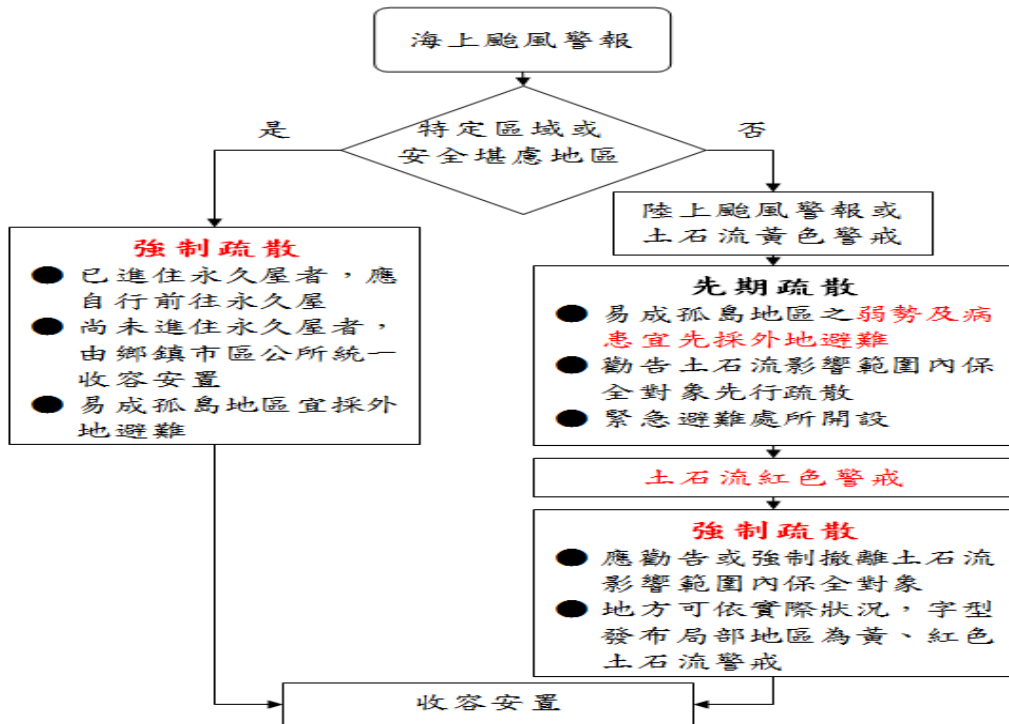 海上颱風警報
特定區域或
安全堪慮地區
是
否
強制疏散
● 已進住永久屋者，應
自行前往永久屋
● 尚未進住永久屋者，
由鄉鎮市區公所統一
收容安置
● 易成孤島地區宜採外
地避難
陸上颱風警報或
土石流黃色警戒
先期疏散
● 易成孤島地區之弱勢及病
患宜先採外地避難
● 勸告土石流影響範圍內保
全對象先行疏散
● 緊急避難處所開設
土石流紅色警戒
強制疏散
● 應勸告或強制撤離土石流
影響範圍內保全對象
● 地方可依實際狀況，字型
發布局部地區為黃、紅色
土石流警戒
收容安置